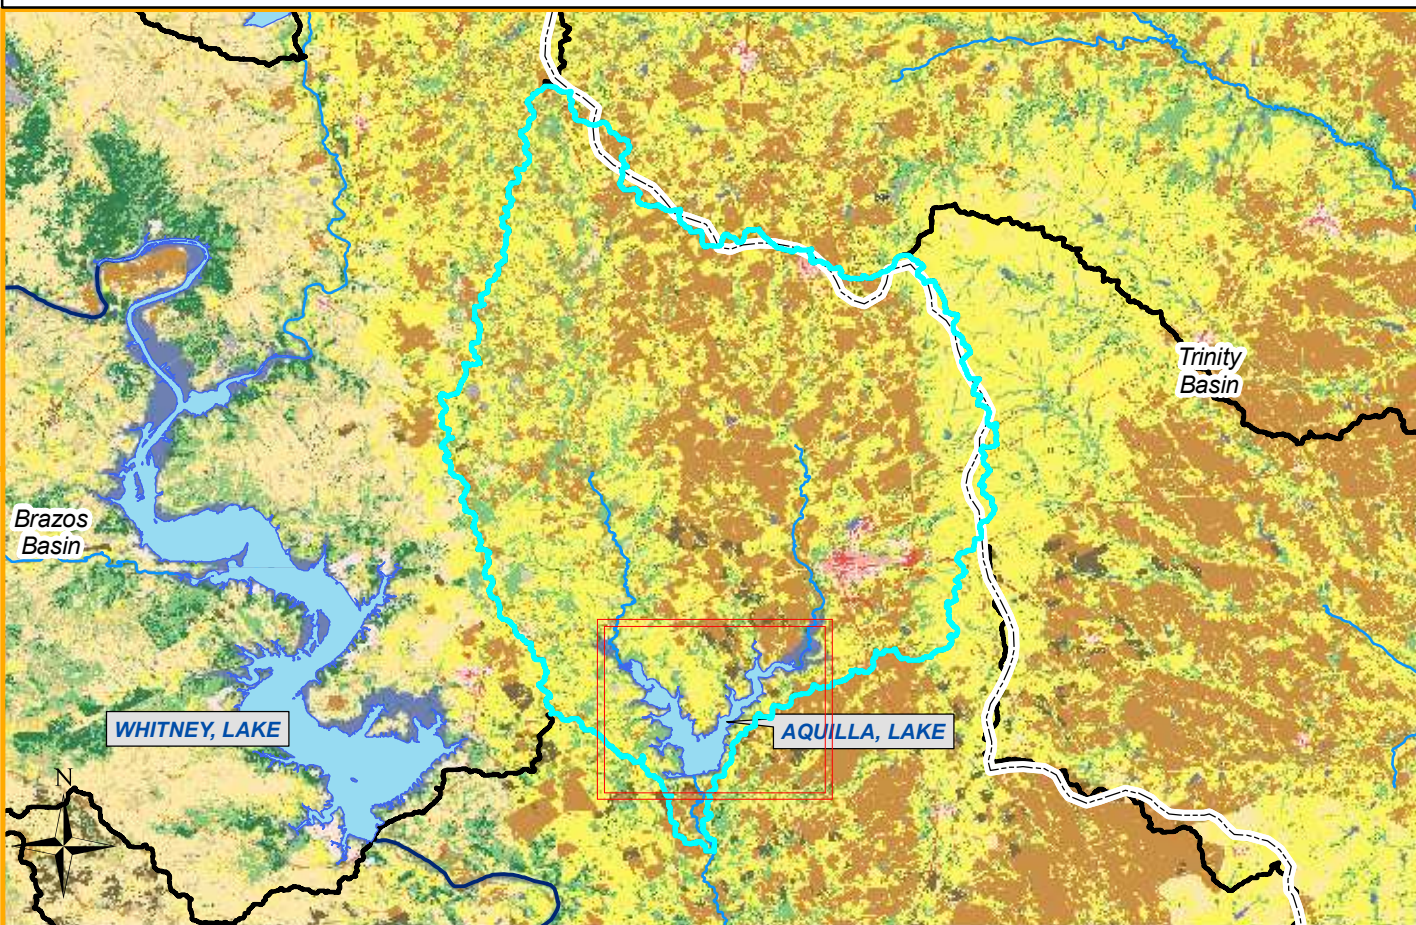 Trinity
Basin
Brazos
Basin
WHITNEY, LAKE
AQUILLA, LAKE
N